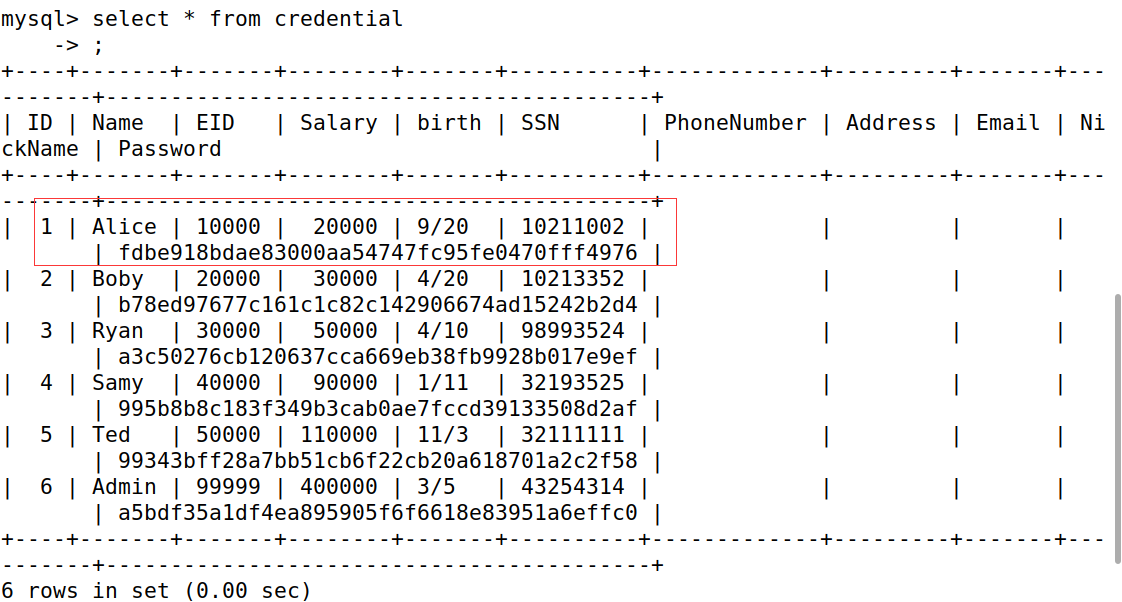 mysql> select * from credential
    -> ;
+----+-------+-------+--------+-------+----------+-------------+---------+-------+---
-------+------------------------------------------+
| ID | Name  | EID   | Salary | birth | SSN      | PhoneNumber | Address | Email | Ni
ckName | Password                                 |
+----+-------+-------+--------+-------+----------+-------------+---------+-------+---
-------+------------------------------------------+
|  1 | Alice | 10000 |  20000 | 9/20  | 10211002 |             |         |       |
       | fdbe918bdae83000aa54747fc95fe0470fff4976 |
|  2 | Boby  | 20000 |  30000 | 4/20  | 10213352 |             |         |       |
       | b78ed97677c161c1c82c142906674ad15242b2d4 |
|  3 | Ryan  | 30000 |  50000 | 4/10  | 98993524 |             |         |       |
       | a3c50276cb120637cca669eb38fb9928b017e9ef |
|  4 | Samy  | 40000 |  90000 | 1/11  | 32193525 |             |         |       |
       | 995b8b8c183f349b3cab0ae7fccd39133508d2af |
|  5 | Ted   | 50000 | 110000 | 11/3  | 32111111 |             |         |       |
       | 99343bff28a7bb51cb6f22cb20a618701a2c2f58 |
|  6 | Admin | 99999 | 400000 | 3/5   | 43254314 |             |         |       |
       | a5bdf35a1df4ea895905f6f6618e83951a6effc0 |
+----+-------+-------+--------+-------+----------+-------------+---------+-------+---
-------+------------------------------------------+
6 rows in set (0.00 sec)